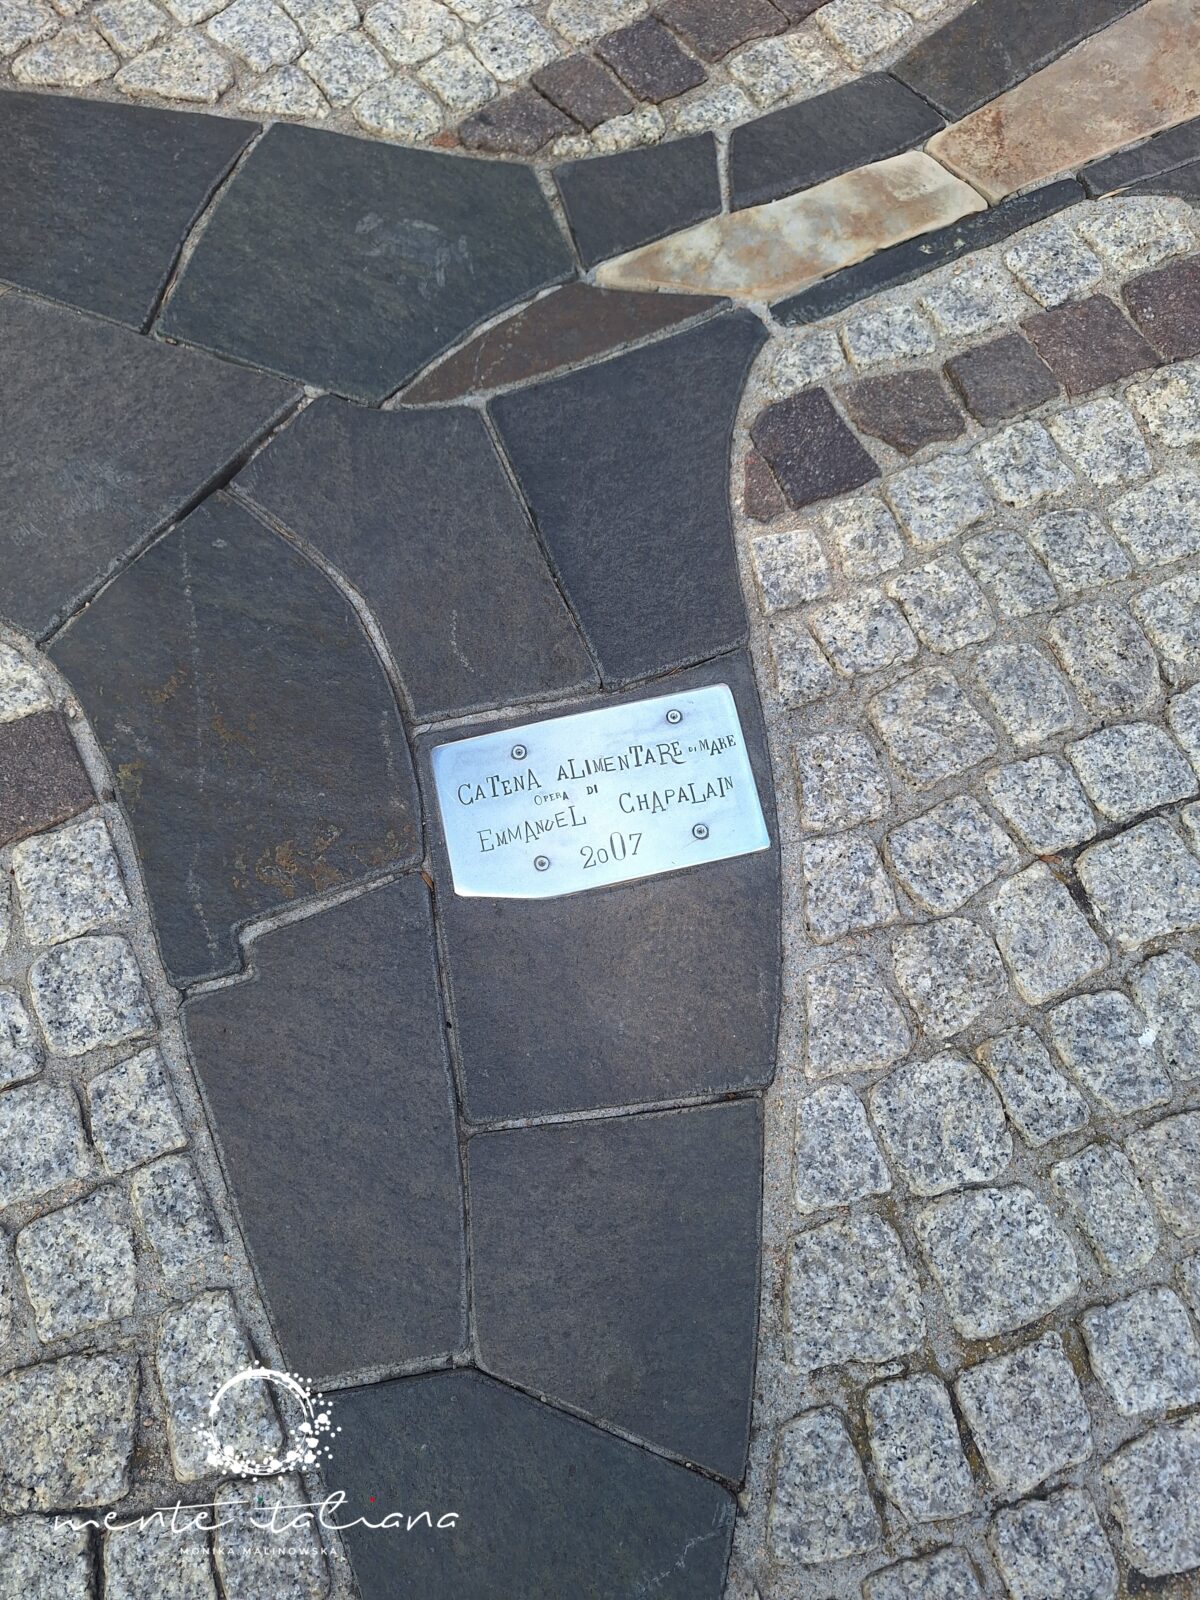 CATENA ALIMENTARE DI MARE
OPERA DI
EMMANUEL CHAPALAIN
2007
mente italiana
MONIKA MALINOWSKA